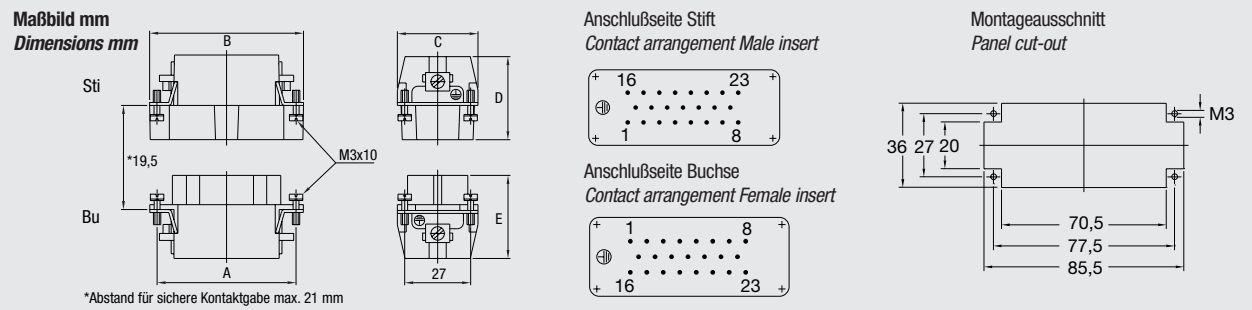 Maßbild mm
Dimensions mm
B
C
Sti
D
*19,5
M3x10
Bu
E
A
27
*Abstand für sichere Kontaktgabe max. 21 mm
Anschlußseite Stift
Contact arrangement Male insert
16 23
1 8
Anschlußseite Buchse
Contact arrangement Female insert
1 8
16 23
Montageausschnitt
Panel cut-out
M3
36 27 20
70,5
77,5
85,5